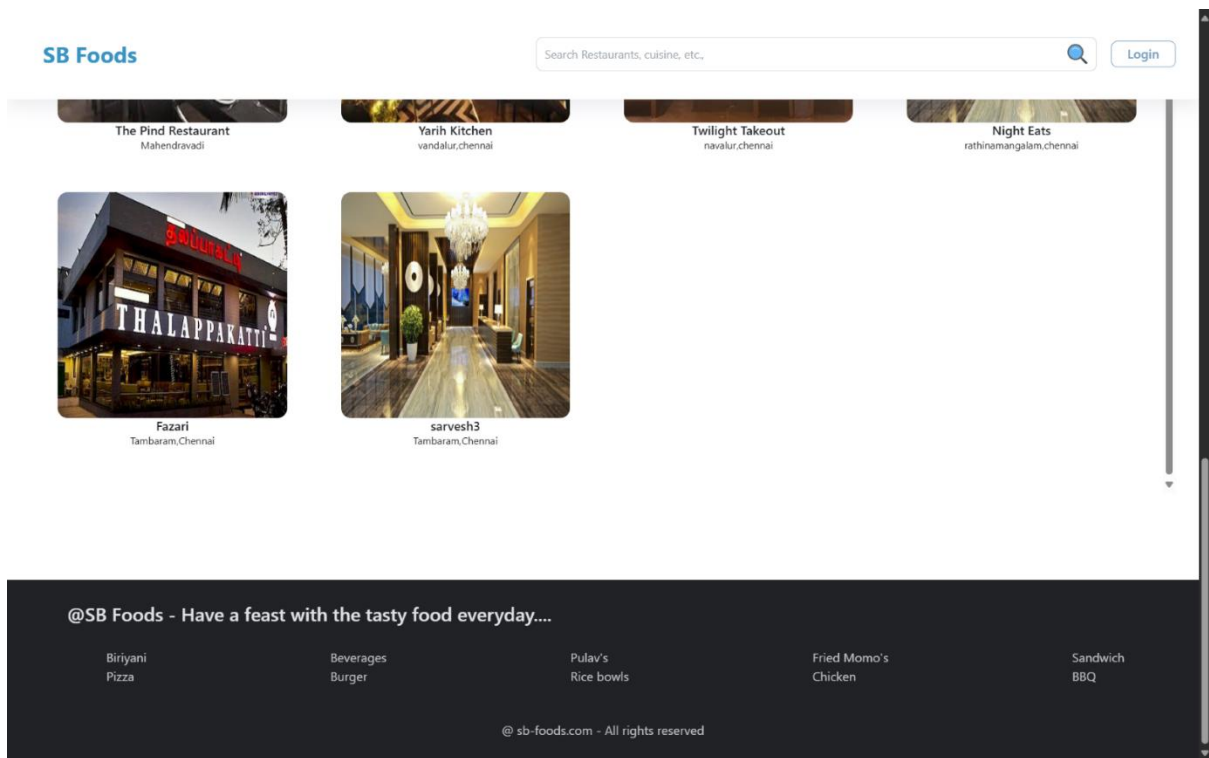 SB Foods
Search Restaurants, cuisine, etc.,
Login
The Pind Restaurant
Mahendravadi
Yarih Kitchen
vandalur,chennai
Twilight Takeout
navalur,chennai
Night Eats
rathinamangalam,chennai
தலப்பாகட்டி
THALAPPAKATTI
Fazari
Tambaram,Chennai
sarvesh3
Tambaram,Chennai
@SB Foods - Have a feast with the tasty food everyday....
Biriyani
Beverages
Pulav's
Fried Momo's
Sandwich
Pizza
Burger
Rice bowls
Chicken
BBQ
@ sb-foods.com - All rights reserved